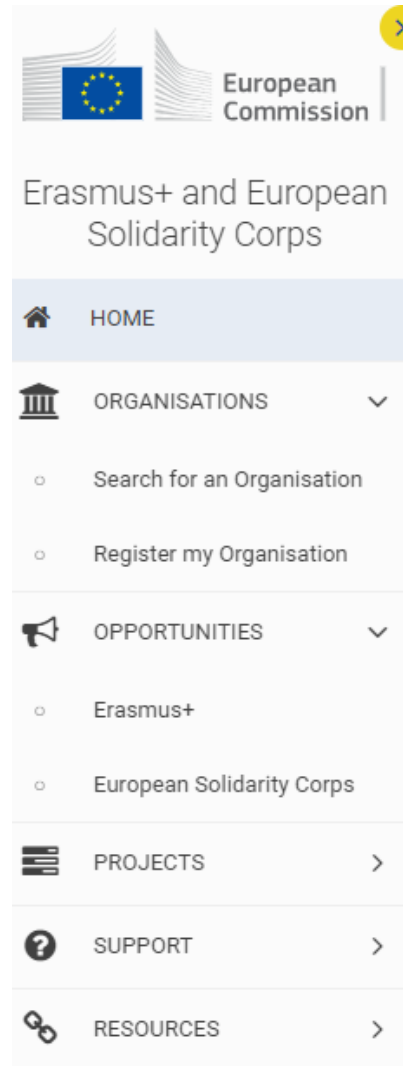 European
Commission
Erasmus+ and European
Solidarity Corps
HOME
ORGANISATIONS
Search for an Organisation
Register my Organisation
OPPORTUNITIES
Erasmus+
European Solidarity Corps
PROJECTS
SUPPORT
RESOURCES